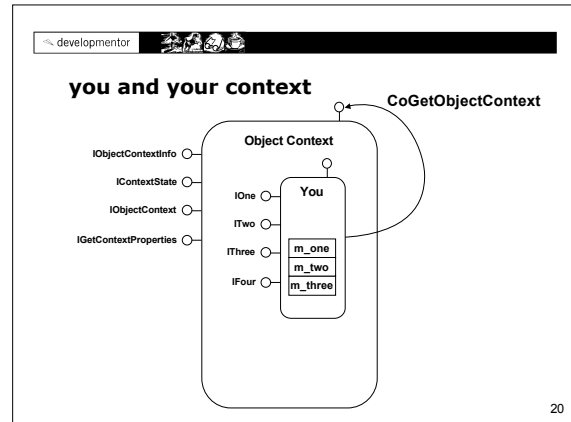 developmentor
you and your context
CoGetObjectContext
Object Context
IObjectContextInfo
IContextState
IObjectContext
IGetContextProperties
You
IOne
ITwo
IThree
IFour
m_one
m_two
m_three
20